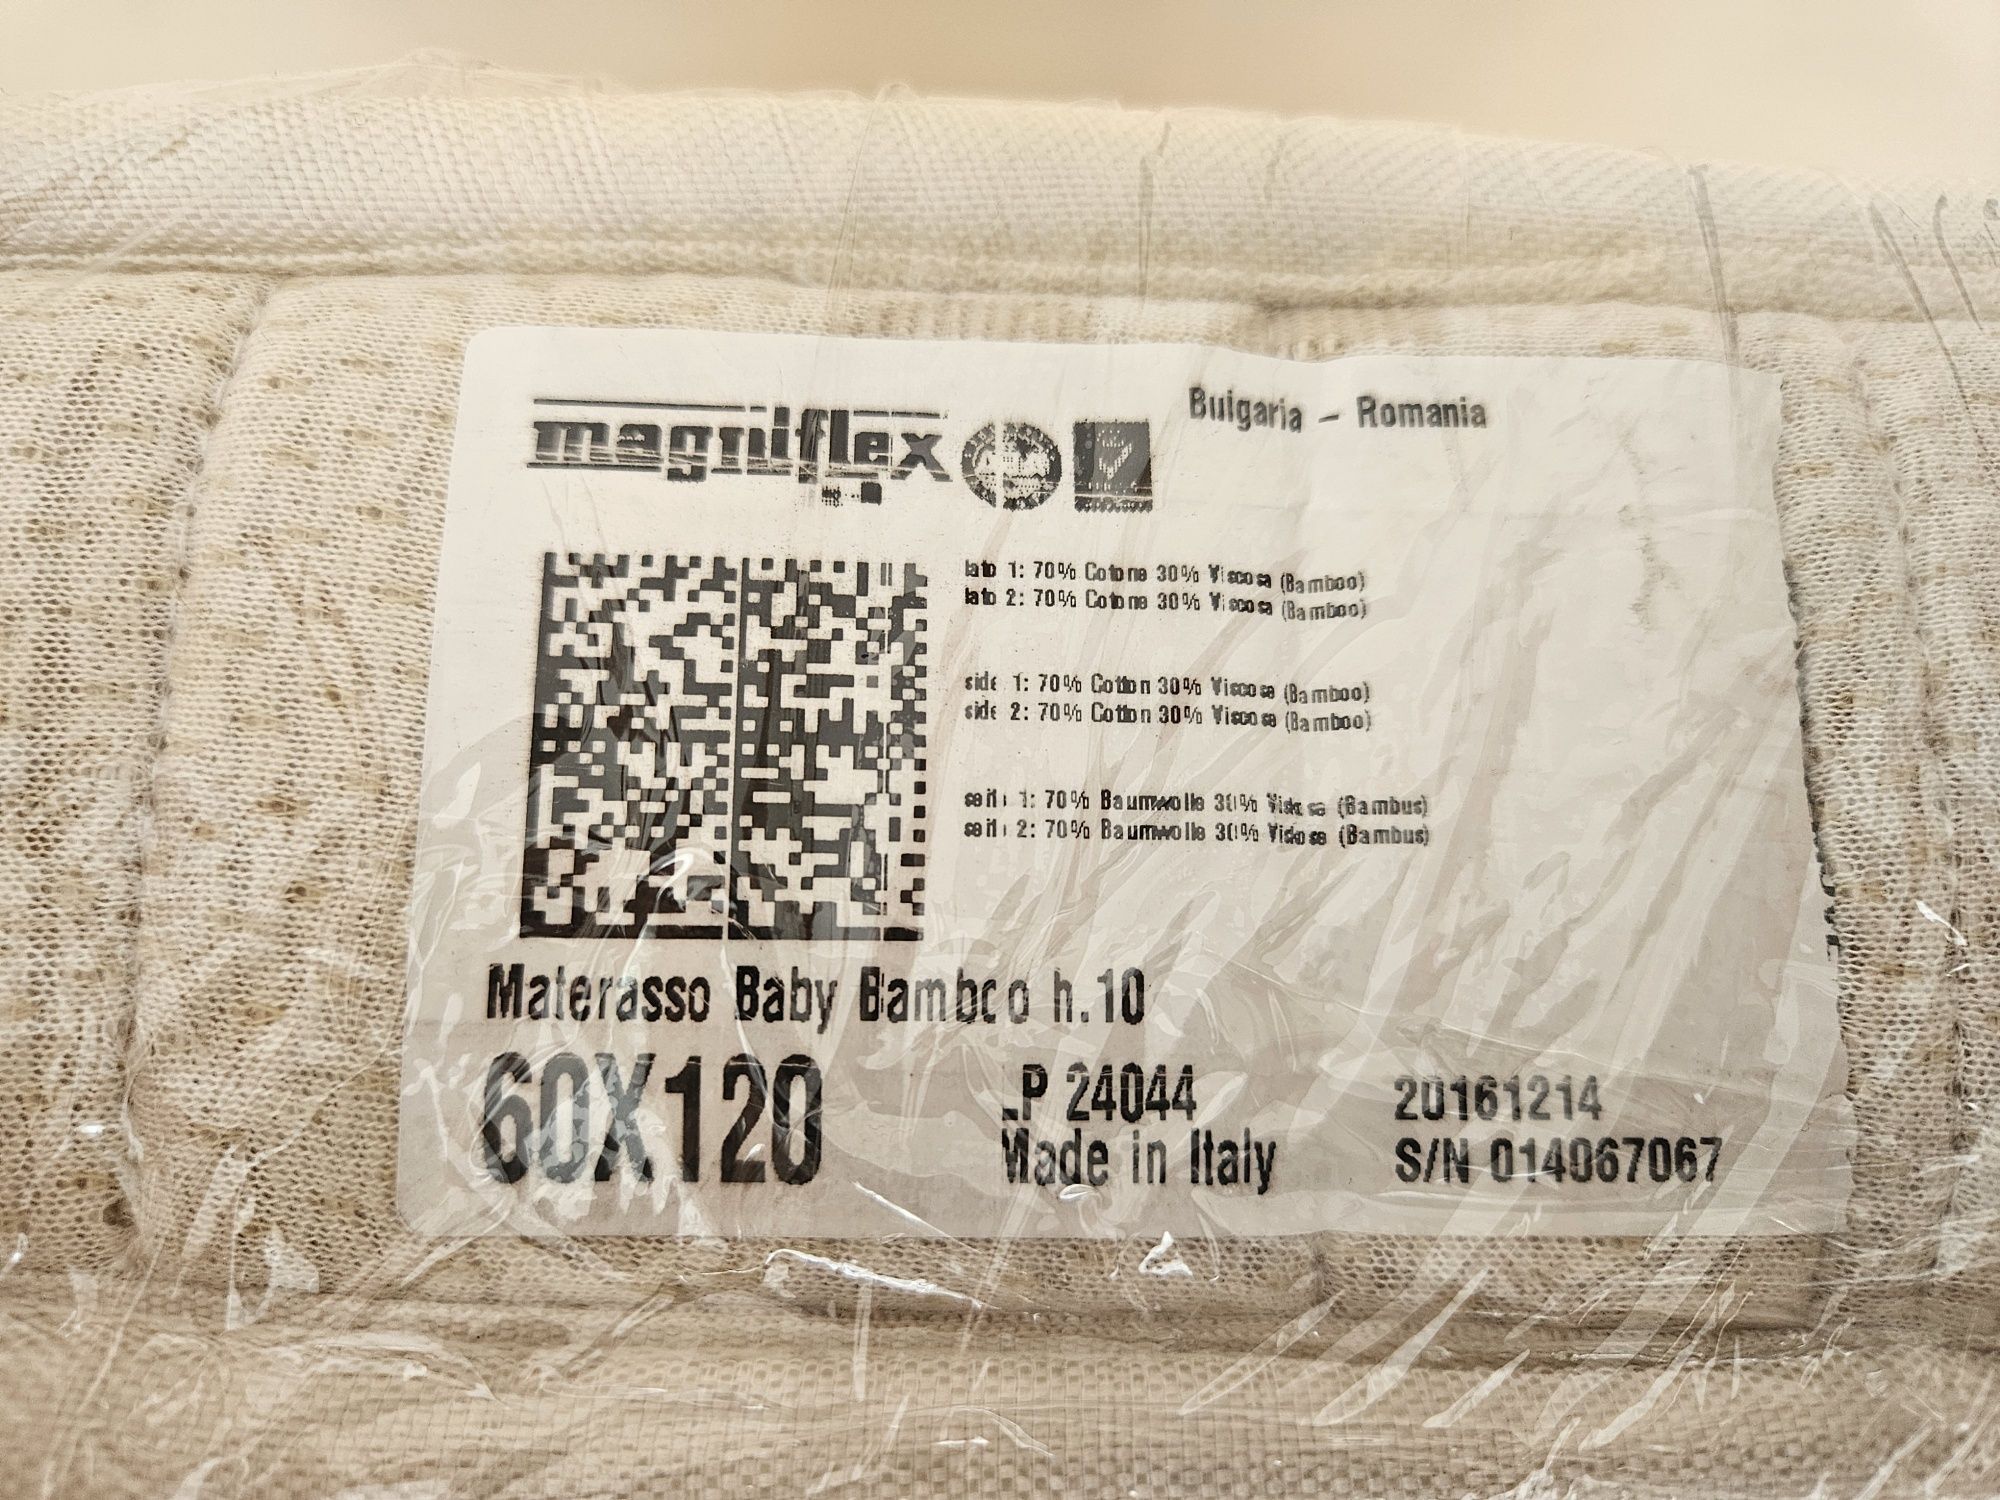 magniflex
Bulgaria - Romania
lato 1: 70% Cotone 30% Viscosa (Bamboo)
lato 2: 70% Cotone 30% Viscosa (Bamboo)
side 1: 70% Cotton 30% Viscose (Bamboo)
side 2: 70% Cotton 30% Viscose (Bamboo)
seite 1: 70% Baumwolle 30% Viskose (Bambus)
seite 2: 70% Baumwolle 30% Viskose (Bambus)
Materasso Baby Bamboo h.10
60X120
LP 24044
20161214
Made in Italy
S/N 014067067